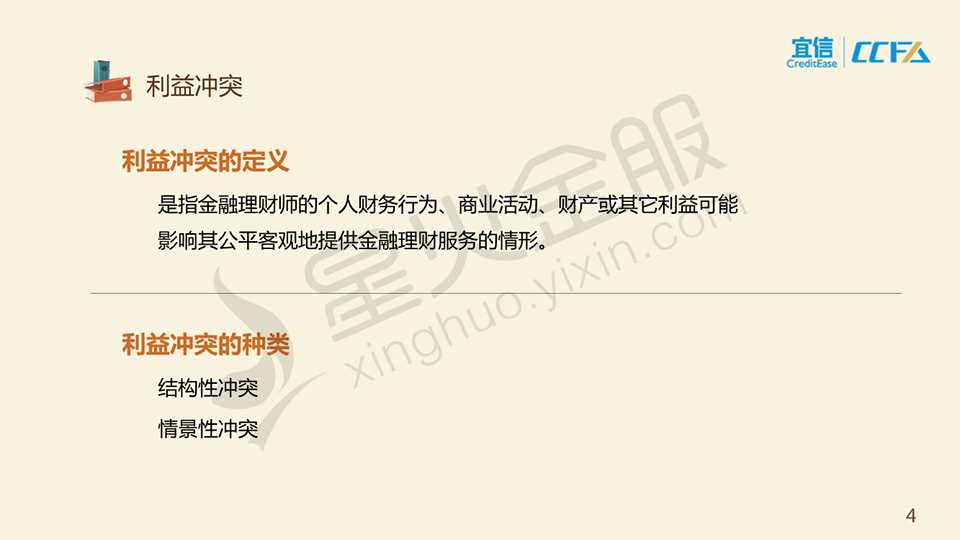 宜信
CreditEase
CCFA
利益冲突
利益冲突的定义
是指金融理财师的个人财务行为、商业活动、财产或其它利益可能
影响其公平客观地提供金融理财服务的情形。
利益冲突的种类
结构性冲突
情景性冲突
星火金服
xinghuo.yixin.com
4